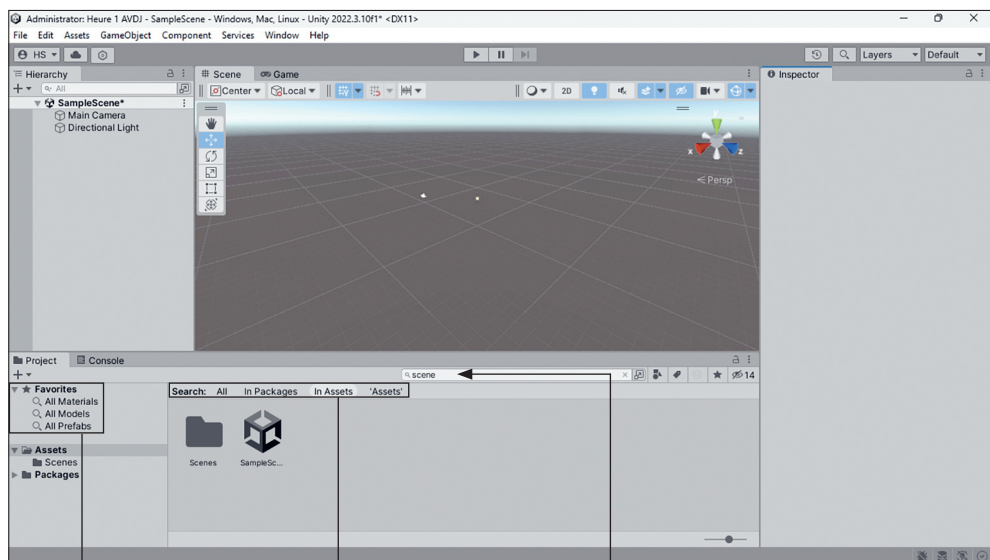 Administrator: Heure 1 AVDJ - SampleScene - Windows, Mac, Linux - Unity 2022.3.10f1* <DX11>
File Edit Assets GameObject Component Services Window Help
HS Layers Default
Hierarchy
All
SampleScene*
Main Camera
Directional Light
Scene Game
Center Local 2D
x z
Persp
Inspector
Project Console
scene 14
Favorites
All Materials
All Models
All Prefabs
Assets
Scenes
Packages
Search: All In Packages In Assets 'Assets'
Scenes SampleSc...